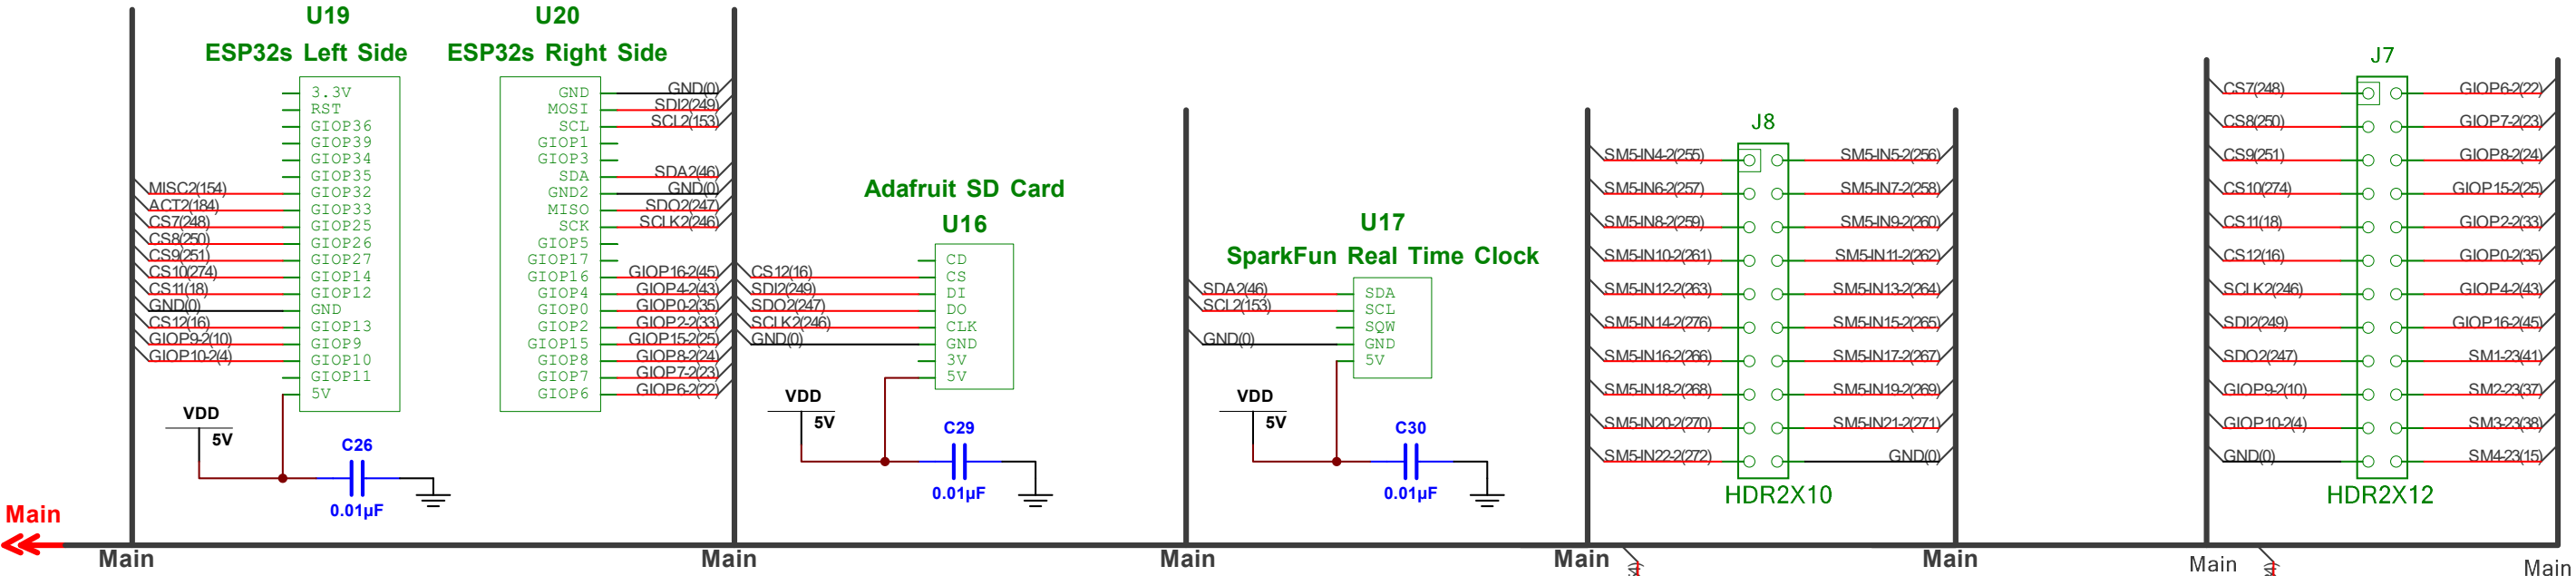 U19
ESP32s Left Side
3.3V
RST
GIOP36
GIOP39
GIOP34
GIOP35
MISC2(154) GIOP32
ACT2(184) GIOP33
CS7(248) GIOP25
CS8(250) GIOP26
CS9(251) GIOP27
CS10(274) GIOP14
CS11(18) GIOP12
GND(0) GND
CS12(16) GIOP13
GIOP9-2(10) GIOP9
GIOP10-2(4) GIOP10
GIOP11
5V
VDD
5V
C26
0.01µF
U20
ESP32s Right Side
GND GND(0)
MOSI SDI2(249)
SCL SCL2(153)
GIOP1
GIOP3
SDA SDA2(46)
GND2 GND(0)
MISO SDO2(247)
SCK SCLK2(246)
GIOP5
GIOP17
GIOP16 GIOP16-2(45)
GIOP4 GIOP4-2(43)
GIOP0 GIOP0-2(35)
GIOP2 GIOP2-2(33)
GIOP15 GIOP15-2(25)
GIOP8 GIOP8-2(24)
GIOP7 GIOP7-2(23)
GIOP6 GIOP6-2(22)
Adafruit SD Card
U16
CD
CS12(16) CS
SDI2(249) DI
SDO2(247) DO
SCLK2(246) CLK
GND(0) GND
3V
5V
VDD
5V
C29
0.01µF
U17
SparkFun Real Time Clock
SDA2(46) SDA
SCL2(153) SCL
SQW
GND(0) GND
5V
VDD
5V
C30
0.01µF
J8
SM5-IN4-2(255) SM5-IN5-2(256)
SM5-IN6-2(257) SM5-IN7-2(258)
SM5-IN8-2(259) SM5-IN9-2(260)
SM5-IN10-2(261) SM5-IN11-2(262)
SM5-IN12-2(263) SM5-IN13-2(264)
SM5-IN14-2(276) SM5-IN15-2(265)
SM5-IN16-2(266) SM5-IN17-2(267)
SM5-IN18-2(268) SM5-IN19-2(269)
SM5-IN20-2(270) SM5-IN21-2(271)
SM5-IN22-2(272) GND(0)
HDR2X10
J7
CS7(248) GIOP6-2(22)
CS8(250) GIOP7-2(23)
CS9(251) GIOP8-2(24)
CS10(274) GIOP15-2(25)
CS11(18) GIOP2-2(33)
CS12(16) GIOP0-2(35)
SCLK2(246) GIOP4-2(43)
SDI2(249) GIOP16-2(45)
SDO2(247) SM1-23(41)
GIOP9-2(10) SM2-23(37)
GIOP10-2(4) SM3-23(38)
GND(0) SM4-23(15)
HDR2X12
Main
Main Main Main Main Main Main Main